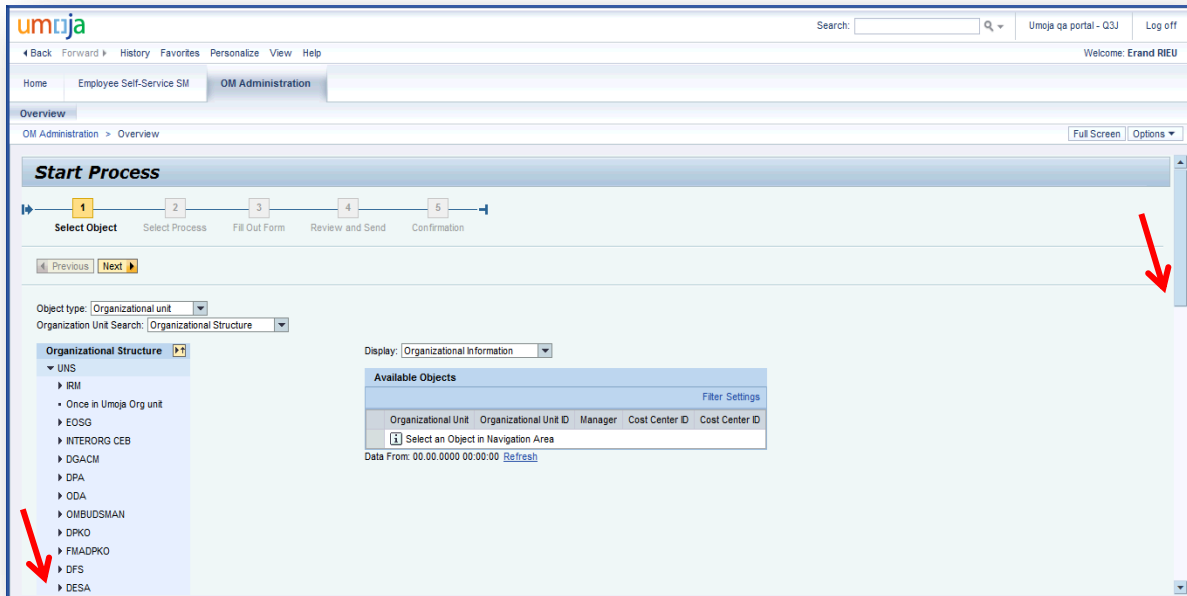 umoja
Search: Umoja qa portal - Q3J Log off
Back Forward History Favorites Personalize View Help Welcome: Erand RIEU
Home Employee Self-Service SM OM Administration
Overview
OM Administration > Overview Full Screen Options
Start Process
1 2 3 4 5
Select Object Select Process Fill Out Form Review and Send Confirmation
Previous Next
Object type: Organizational unit
Organization Unit Search: Organizational Structure
Organizational Structure Display: Organizational Information
UNS
Available Objects
IRM
Filter Settings
Once in Umoja Org unit
Organizational Unit Organizational Unit ID Manager Cost Center ID Cost Center ID
EOSG
Select an Object in Navigation Area
INTERORG CEB
Data From: 00.00.0000 00:00:00 Refresh
DGACM
DPA
ODA
OMBUDSMAN
DPKO
FMADPKO
DFS
DESA